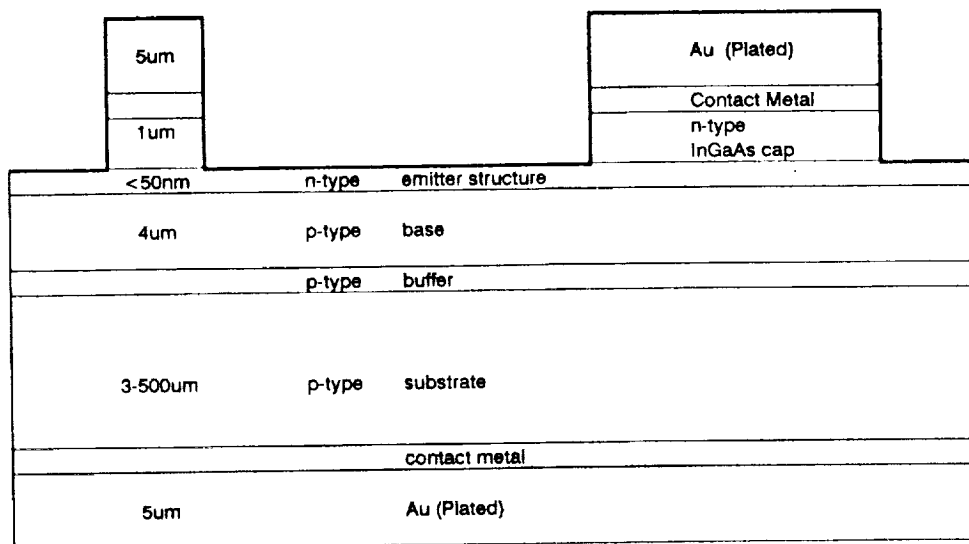 5um
Au (Plated)
Contact Metal
1um
n-type
InGaAs cap
<50nm n-type emitter structure
4um p-type base
p-type buffer
3-500um p-type substrate
contact metal
5um Au (Plated)